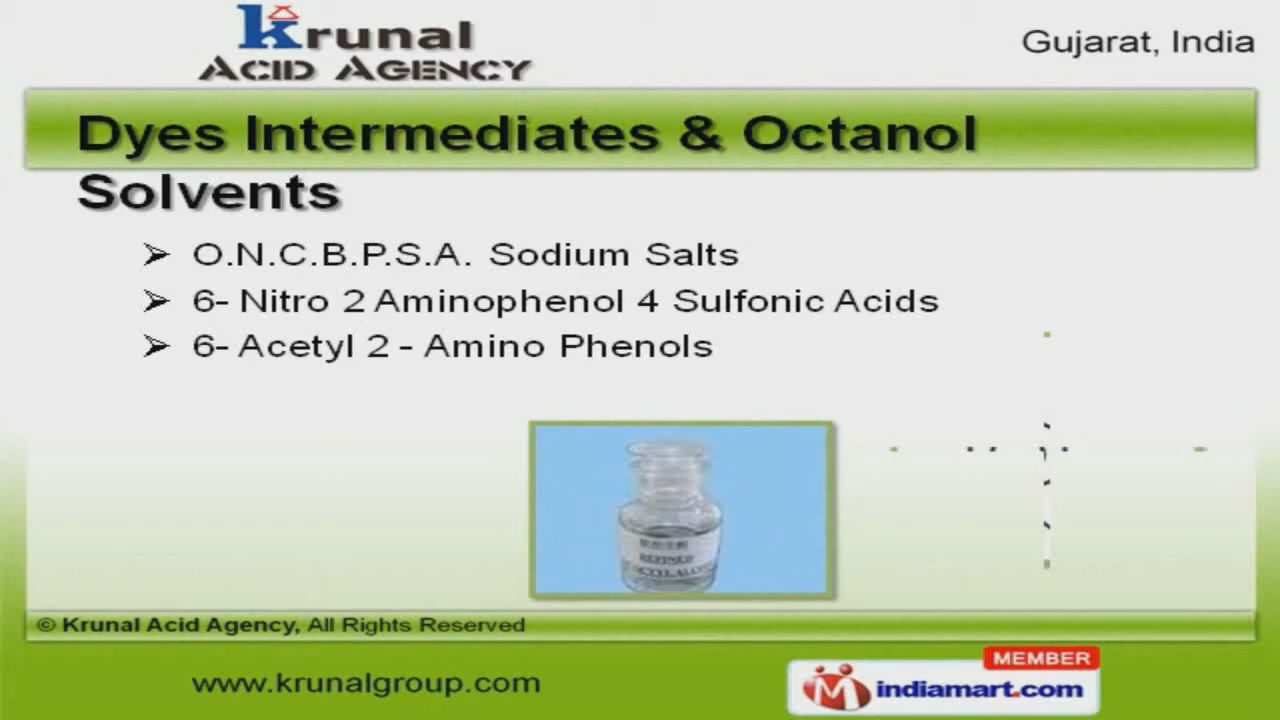 Krunal
ACID AGENCY
Gujarat, India
Dyes Intermediates & Octanol
Solvents
➢ O.N.C.B.P.S.A. Sodium Salts
➢ 6- Nitro 2 Aminophenol 4 Sulfonic Acids
➢ 6- Acetyl 2 - Amino Phenols
REFINED
© Krunal Acid Agency, All Rights Reserved
www.krunalgroup.com
MEMBER
indiamart.com